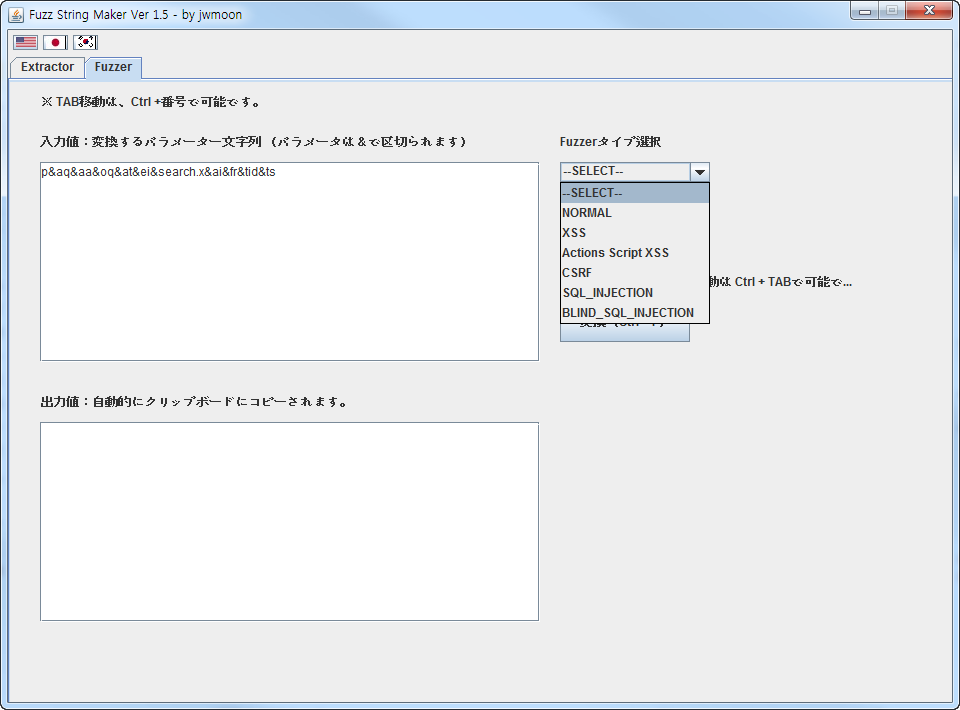 Fuzz String Maker Ver 1.5 - by jwmoon
Extractor Fuzzer
※ TAB移動は、Ctrl +番号で可能です。
入力値：変換するパラメーター文字列 (パラメータは＆で区切られます)
Fuzzerタイプ選択
p&aq&aa&oq&at&ei&search.x&ai&fr&tid&ts
--SELECT--
--SELECT--
NORMAL
XSS
Actions Script XSS
CSRF
動は Ctrl + TABで可能で...
SQL_INJECTION
BLIND_SQL_INJECTION
出力値：自動的にクリップボードにコピーされます。